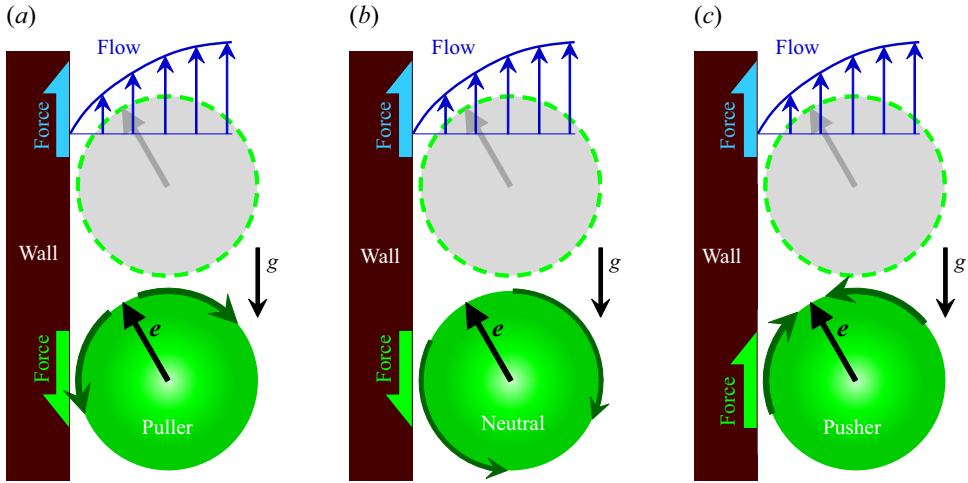 (a)
Flow
Force
Wall
g
Force
e
Puller
(b)
Flow
Force
Wall
g
Force
e
Neutral
(c)
Flow
Force
Wall
g
Force
e
Pusher